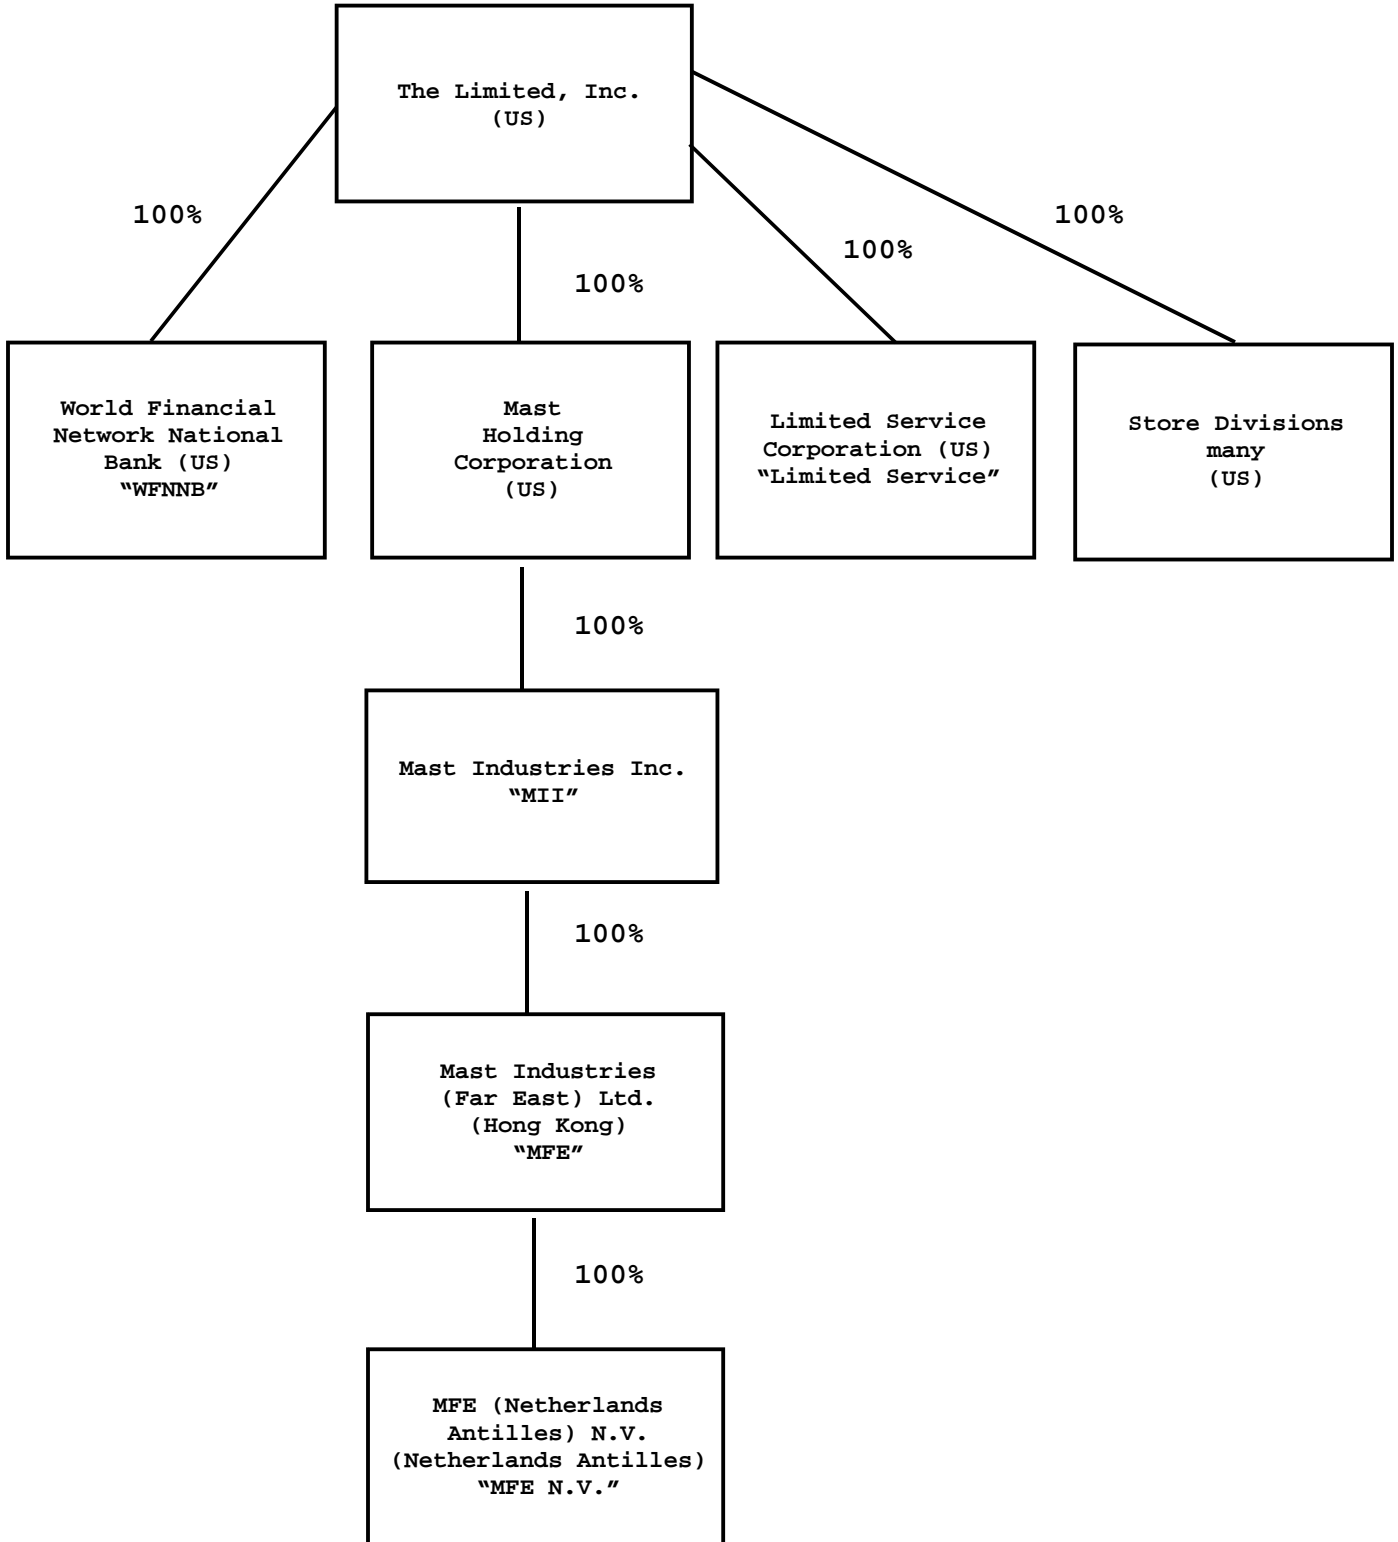 The Limited, Inc.
(US)
100%
100%
100%
100%
World Financial
Network National
Bank (US)
“WFNNB”
Mast
Holding
Corporation
(US)
Limited Service
Corporation (US)
“Limited Service”
Store Divisions
many
(US)
100%
Mast Industries Inc.
“MII”
100%
Mast Industries
(Far East) Ltd.
(Hong Kong)
“MFE”
100%
MFE (Netherlands
Antilles) N.V.
(Netherlands Antilles)
“MFE N.V.”